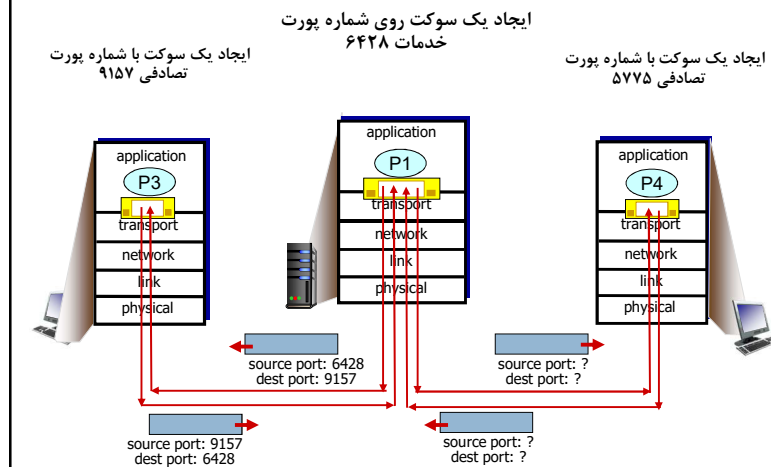 ایجاد یک سوکت روی شماره پورت
خدمات ۶۴۲۸
ایجاد یک سوکت با شماره پورت
تصادفی ۹۱۵۷
ایجاد یک سوکت با شماره پورت
تصادفی ۵۷۷۵
application
P3
transport
network
link
physical
application
P1
transport
network
link
physical
application
P4
transport
network
link
physical
source port: 6428
dest port: 9157
source port: ?
dest port: ?
source port: 9157
dest port: 6428
source port: ?
dest port: ?